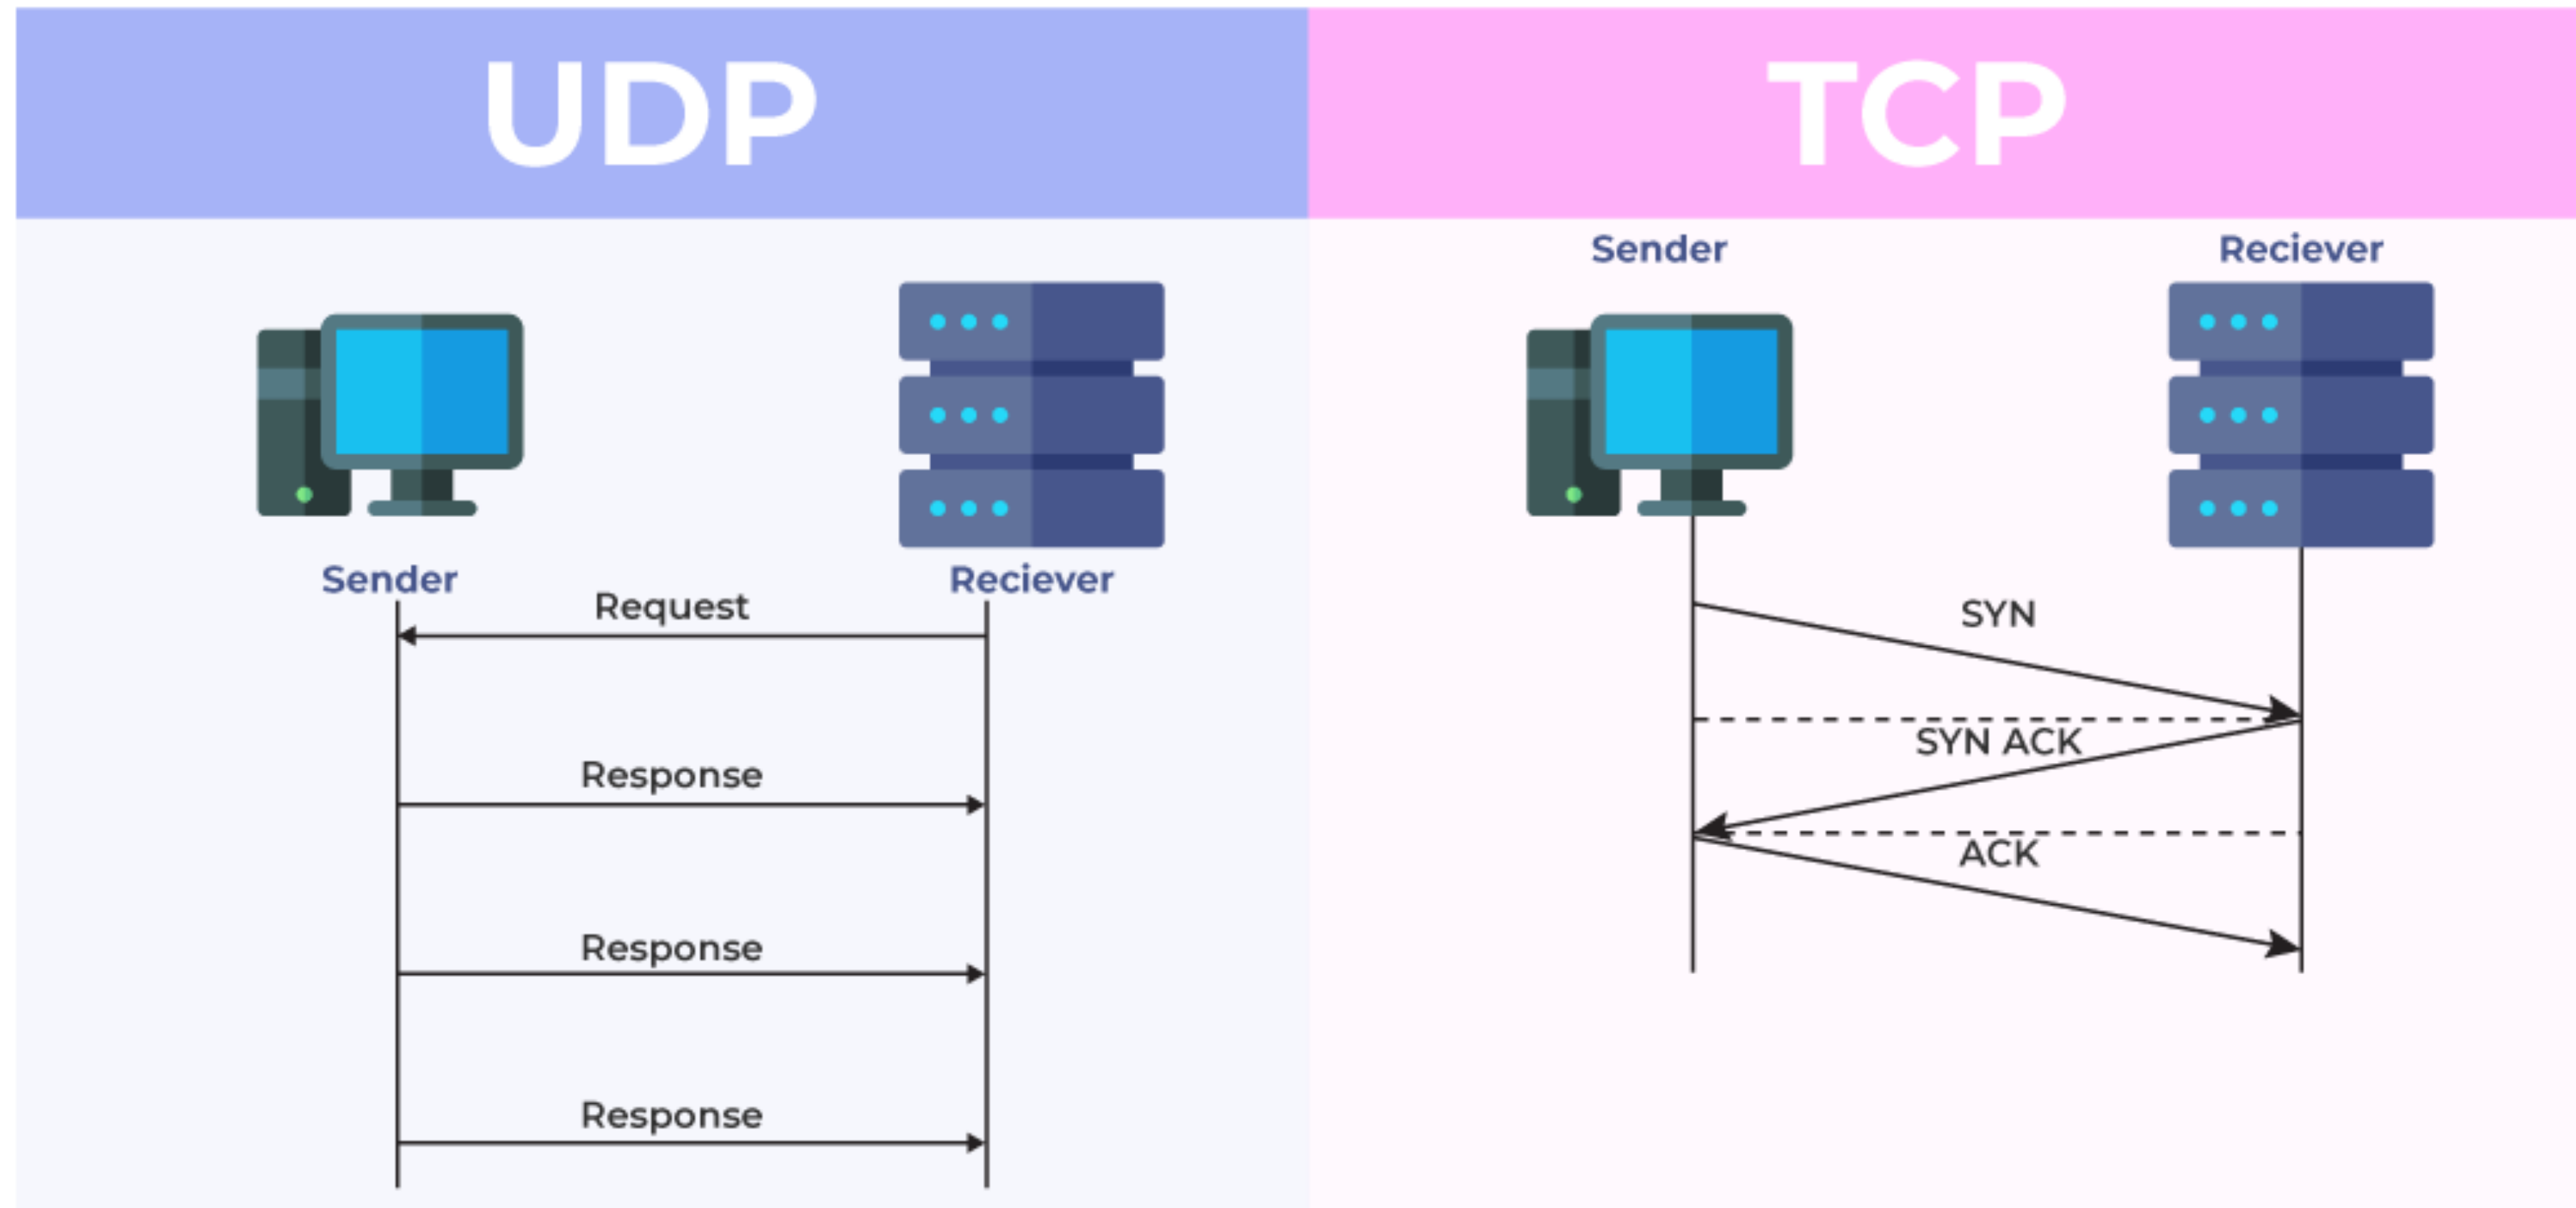 UDP
Sender
Reciever
Request
Response
Response
Response
TCP
Sender
Reciever
SYN
SYN ACK
ACK